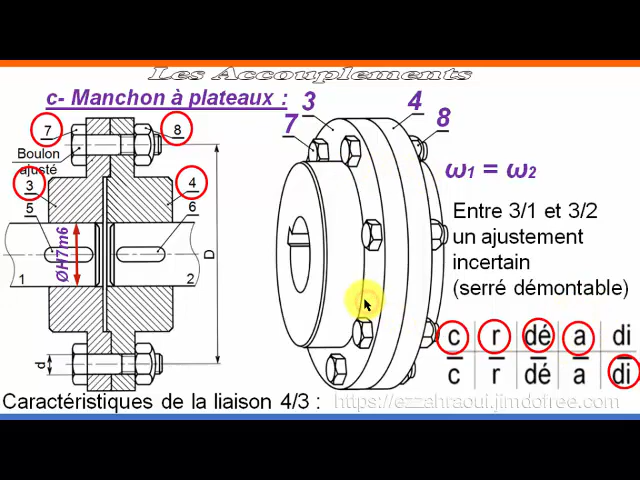 Les Accouplements
c- Manchon à plateaux :
3
4
7
8
7
8
Boulon
ajusté
3
4
5
6
ØH7m6
D
1
2
d
ω1 = ω2
Entre 3/1 et 3/2
un ajustement
incertain
(serré démontable)
c r dé a di
c̅ r̅ dé̅ a̅ di̅
Caractéristiques de la liaison 4/3 :
https://ezzahraoui.jimdofree.com